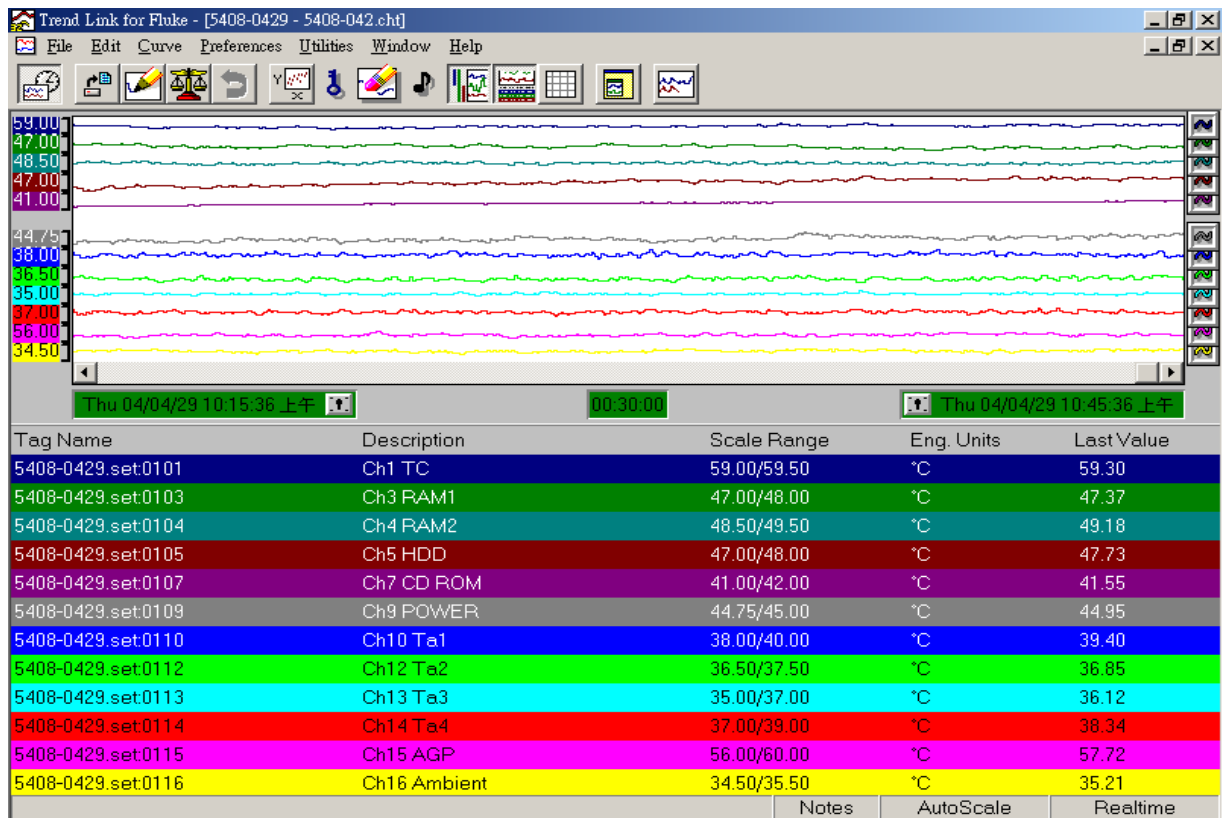 Trend Link for Fluke - [5408-0429 - 5408-042.cht]
File Edit Curve Preferences Utilities Window Help
59.00
47.00
48.50
47.00
41.00
44.75
38.00
36.50
35.00
37.00
56.00
34.50
Thu 04/04/29 10:15:36 上午 00:30:00 Thu 04/04/29 10:45:36 上午
Tag Name Description Scale Range Eng. Units Last Value
5408-0429.set:0101 Ch1 TC 59.00/59.50 °C 59.30
5408-0429.set:0103 Ch3 RAM1 47.00/48.00 °C 47.37
5408-0429.set:0104 Ch4 RAM2 48.50/49.50 °C 49.18
5408-0429.set:0105 Ch5 HDD 47.00/48.00 °C 47.73
5408-0429.set:0107 Ch7 CD ROM 41.00/42.00 °C 41.55
5408-0429.set:0109 Ch9 POWER 44.75/45.00 °C 44.95
5408-0429.set:0110 Ch10 Ta1 38.00/40.00 °C 39.40
5408-0429.set:0112 Ch12 Ta2 36.50/37.50 °C 36.85
5408-0429.set:0113 Ch13 Ta3 35.00/37.00 °C 36.12
5408-0429.set:0114 Ch14 Ta4 37.00/39.00 °C 38.34
5408-0429.set:0115 Ch15 AGP 56.00/60.00 °C 57.72
5408-0429.set:0116 Ch16 Ambient 34.50/35.50 °C 35.21
Notes AutoScale Realtime